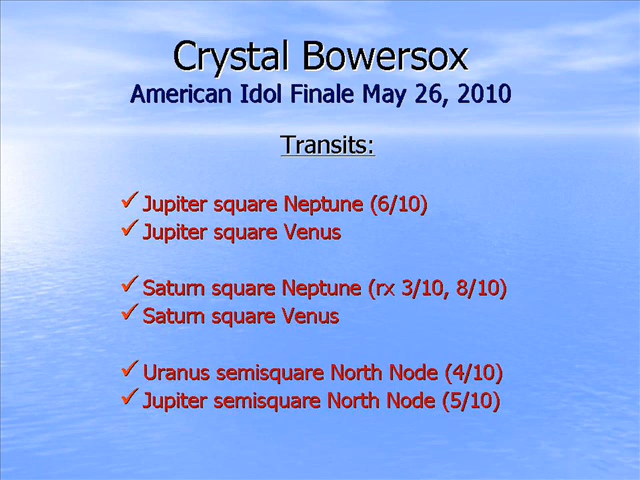 Crystal Bowersox
American Idol Finale May 26, 2010
Transits:
Jupiter square Neptune (6/10)
Jupiter square Venus
Saturn square Neptune (rx 3/10, 8/10)
Saturn square Venus
Uranus semisquare North Node (4/10)
Jupiter semisquare North Node (5/10)